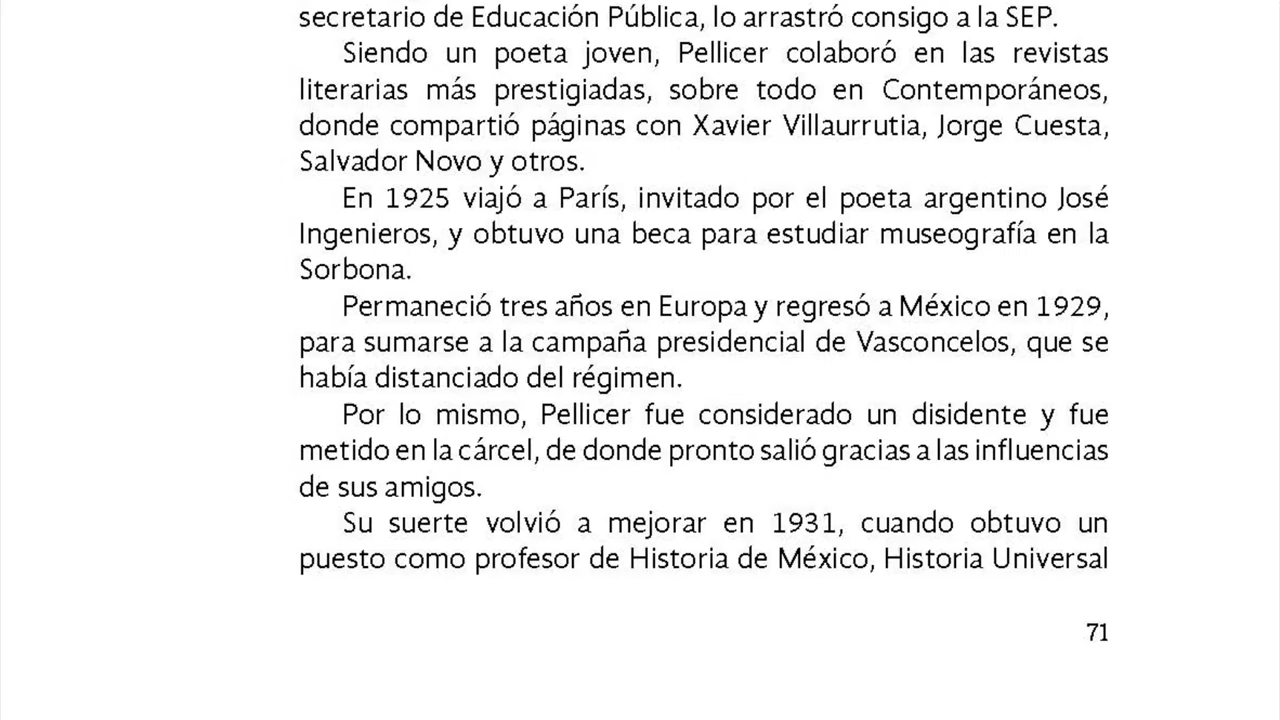 secretario de Educación Pública, lo arrastró consigo a la SEP.
Siendo un poeta joven, Pellicer colaboró en las revistas
literarias más prestigiadas, sobre todo en Contemporáneos,
donde compartió páginas con Xavier Villaurrutia, Jorge Cuesta,
Salvador Novo y otros.
En 1925 viajó a París, invitado por el poeta argentino José
Ingenieros, y obtuvo una beca para estudiar museografía en la
Sorbona.
Permaneció tres años en Europa y regresó a México en 1929,
para sumarse a la campaña presidencial de Vasconcelos, que se
había distanciado del régimen.
Por lo mismo, Pellicer fue considerado un disidente y fue
metido en la cárcel, de donde pronto salió gracias a las influencias
de sus amigos.
Su suerte volvió a mejorar en 1931, cuando obtuvo un
puesto como profesor de Historia de México, Historia Universal
71